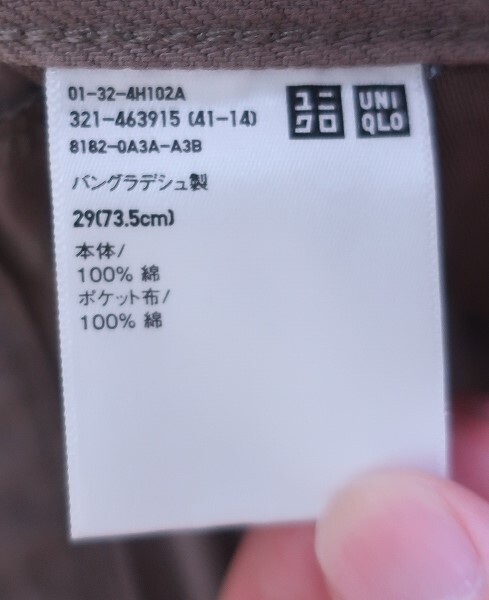 01-32-4H102A
321-463915 (41-14)
8182-0A3A-A3B
ユニ
クロ
UNI
QLO
バングラデシュ製
29(73.5cm)
本体/
100% 綿
ポケット布/
100% 綿